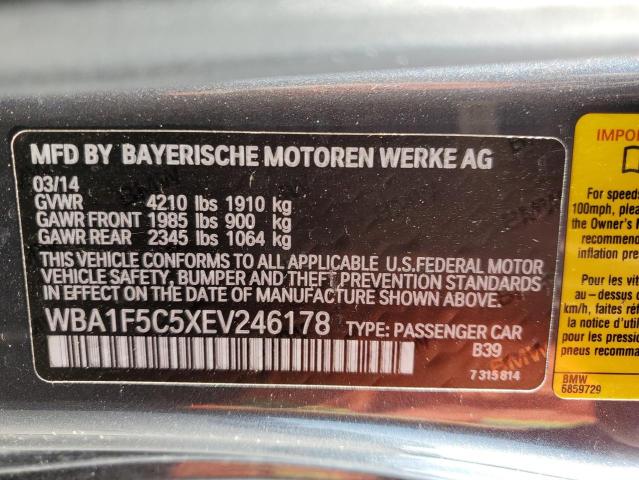 MFD BY BAYERISCHE MOTOREN WERKE AG
03/14
GVWR 4210 lbs 1910 kg
GAWR FRONT 1985 lbs 900 kg
GAWR REAR 2345 lbs 1064 kg
THIS VEHICLE CONFORMS TO ALL APPLICABLE U.S.FEDERAL MOTOR
VEHICLE SAFETY, BUMPER AND THEFT PREVENTION STANDARDS
IN EFFECT ON THE DATE OF MANUFACTURE SHOWN ABOVE.
WBA1F5C5XEV246178 TYPE: PASSENGER CAR
B39
7 315 814
IMPO
For speeds
100mph, plea
the Owner's M
recommend
inflation pre
Pour les vit
au - dessus d
km/h, faites
manuel du
pour les
pneus recomma
BMW
6859729